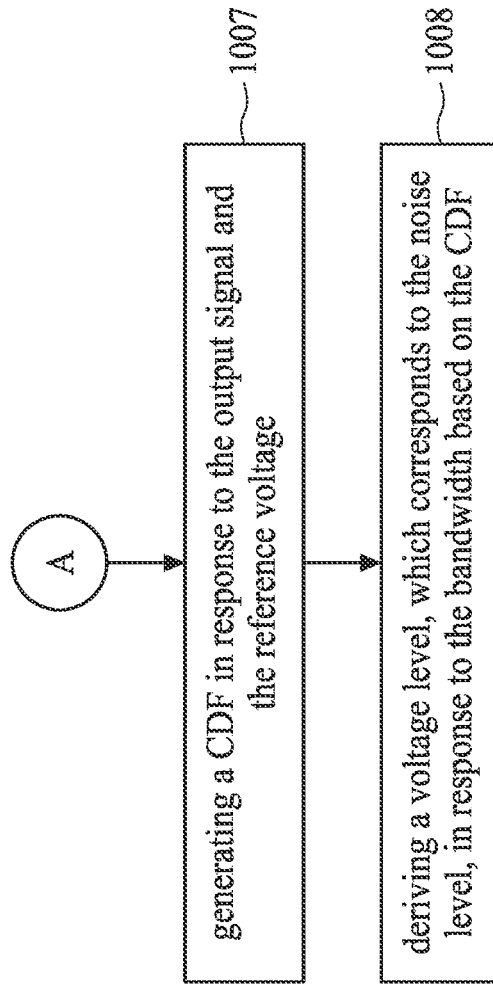 A
generating a CDF in response to the output signal and
the reference voltage
1007
deriving a voltage level, which corresponds to the noise
level, in response to the bandwidth based on the CDF
1008